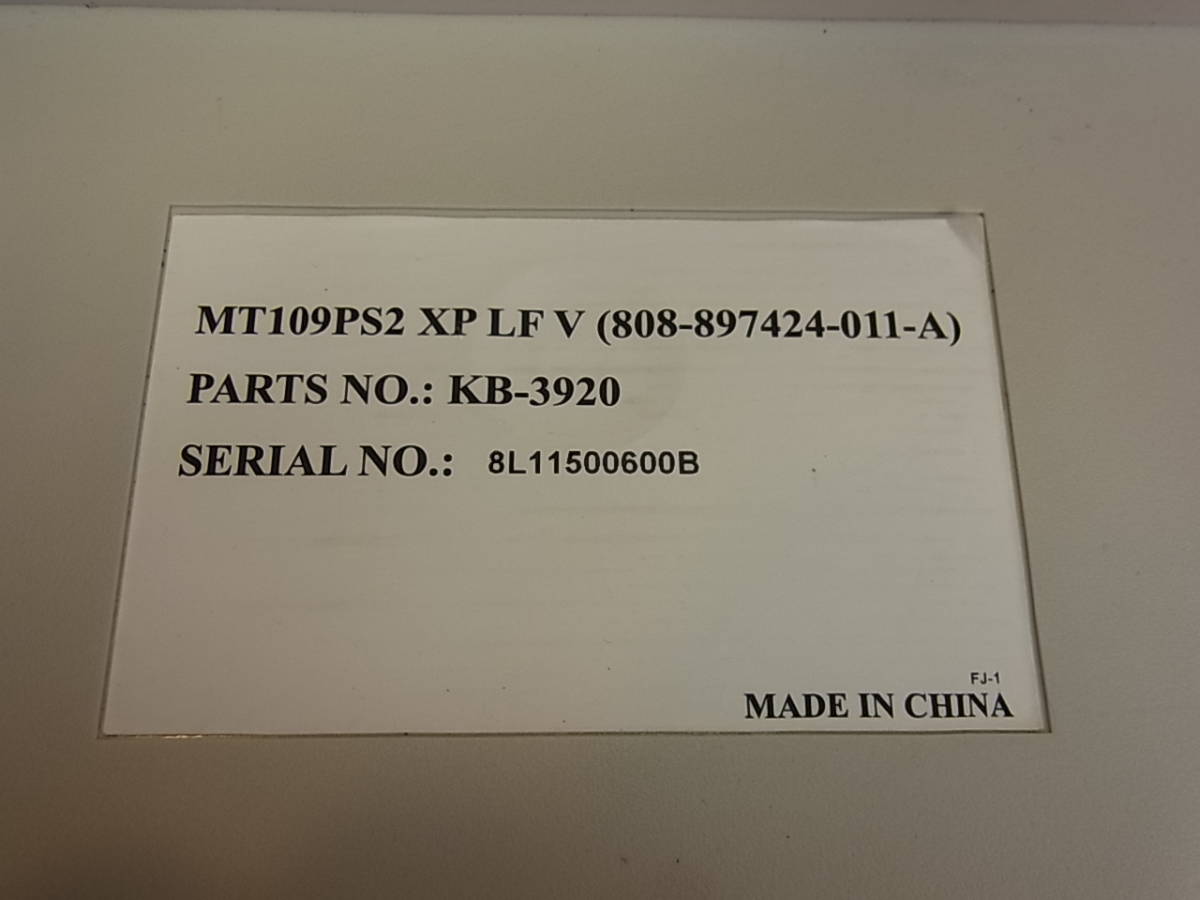 MT109PS2 XP LF V (808-897424-011-A)
PARTS NO.: KB-3920
SERIAL NO.: 8L11500600B
FJ-1
MADE IN CHINA